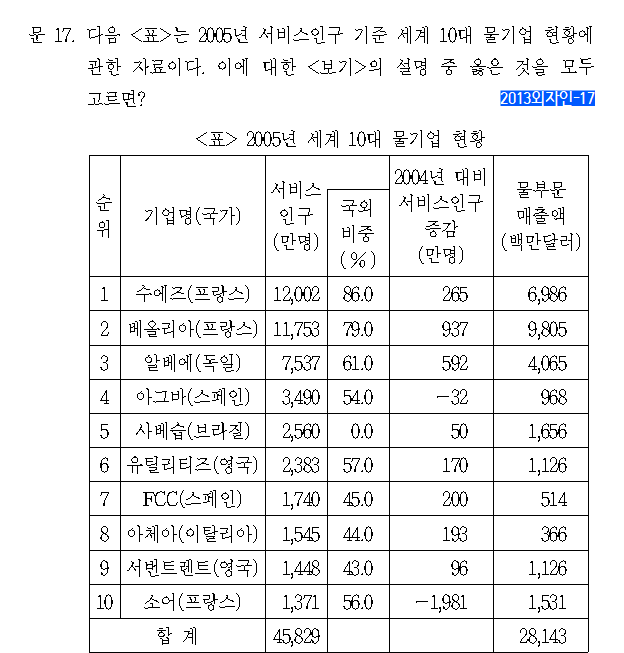 문 17. 다음 <표>는 2005년 서비스인구 기준 세계 10대 물기업 현황에
관한 자료이다. 이에 대한 <보기>의 설명 중 옳은 것을 모두
고르면? 2013외자인-17
<표> 2005년 세계 10대 물기업 현황
순위 기업명(국가) 서비스인구(만명) 국외비중(%) 2004년 대비 서비스인구 증감(만명) 물부문 매출액(백만달러)
1 수에즈(프랑스) 12,002 86.0 265 6,986
2 베올리아(프랑스) 11,753 79.0 937 9,805
3 알베에(독일) 7,537 61.0 592 4,065
4 아그바(스페인) 3,490 54.0 −32 968
5 사베습(브라질) 2,560 0.0 50 1,656
6 유틸리티즈(영국) 2,383 57.0 170 1,126
7 FCC(스페인) 1,740 45.0 200 514
8 아체아(이탈리아) 1,545 44.0 193 366
9 서번트렌트(영국) 1,448 43.0 96 1,126
10 소어(프랑스) 1,371 56.0 −1,981 1,531
합 계 45,829 28,143